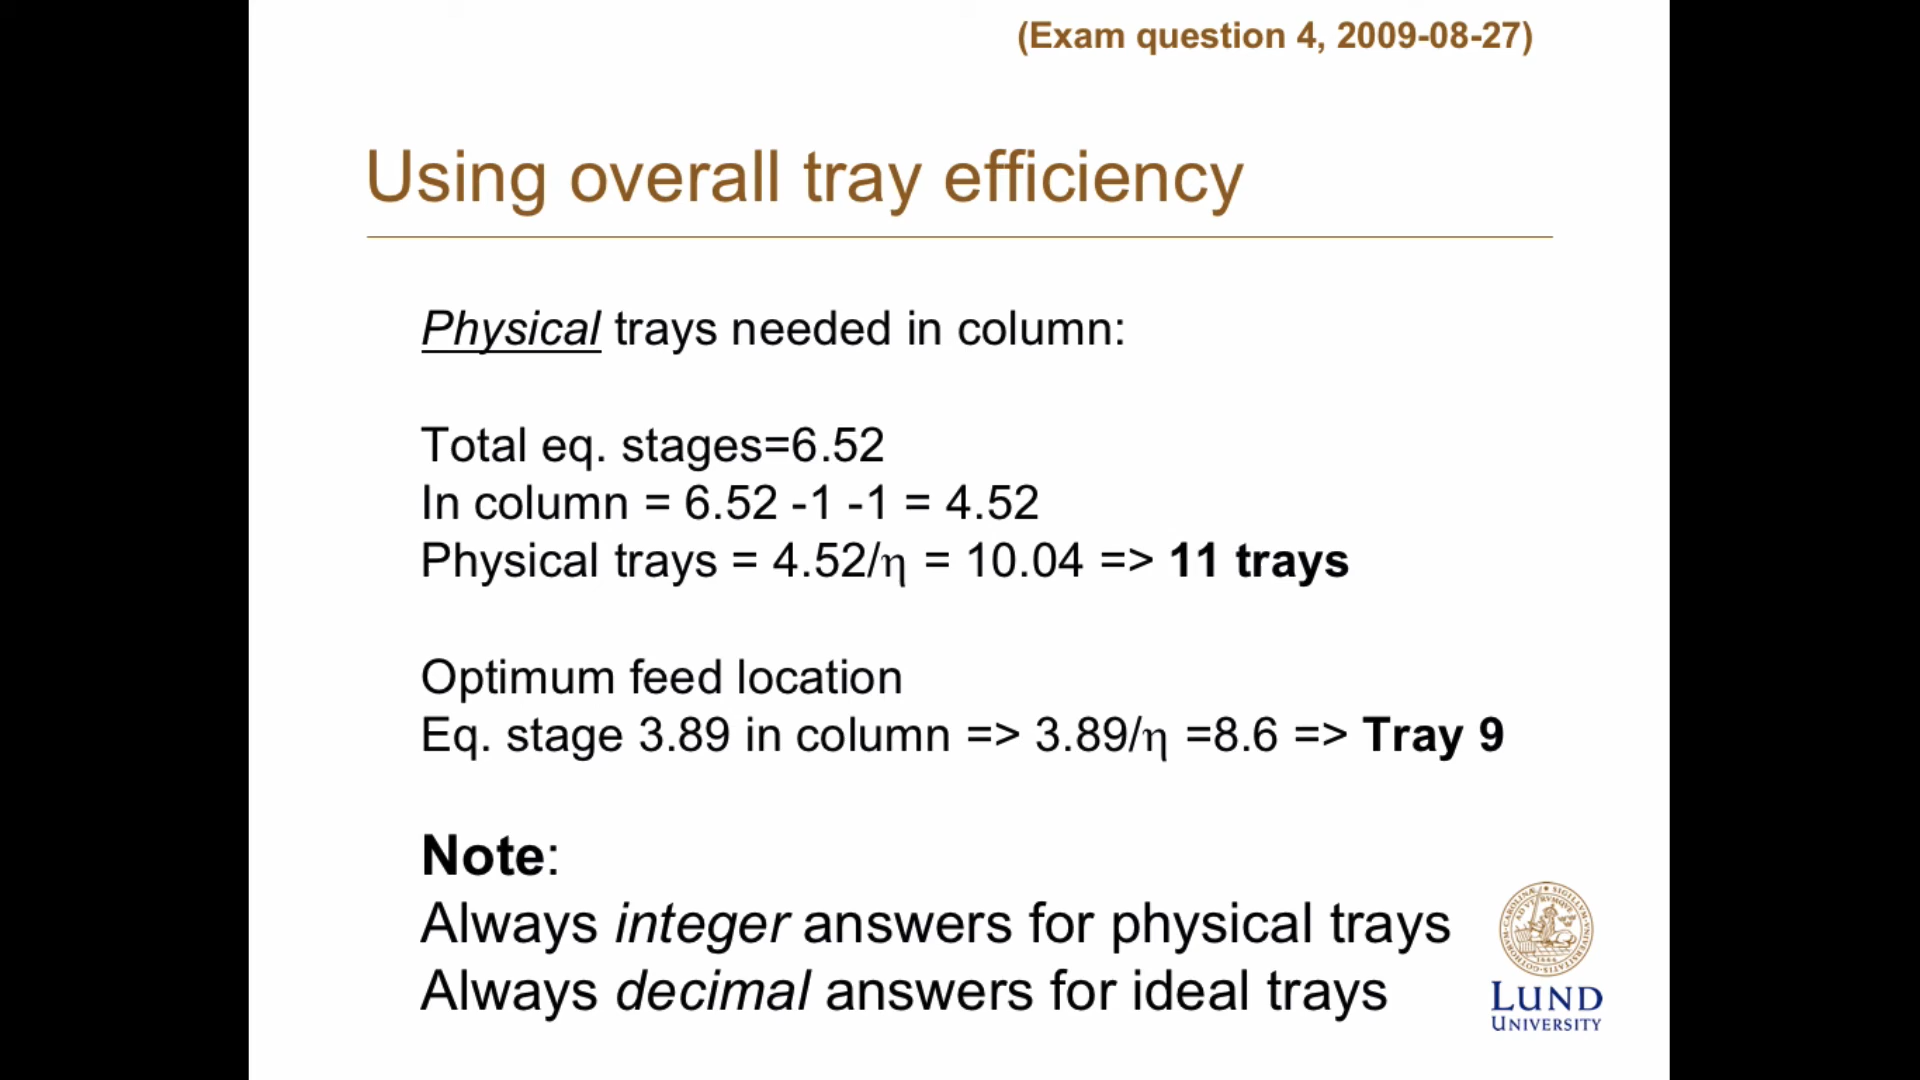 (Exam question 4, 2009-08-27)
Using overall tray efficiency
Physical trays needed in column:
Total eq. stages=6.52
In column = 6.52 -1 -1 = 4.52
Physical trays = 4.52/η = 10.04 => 11 trays
Optimum feed location
Eq. stage 3.89 in column => 3.89/η =8.6 => Tray 9
Note:
Always integer answers for physical trays
Always decimal answers for ideal trays
LUND
UNIVERSITY